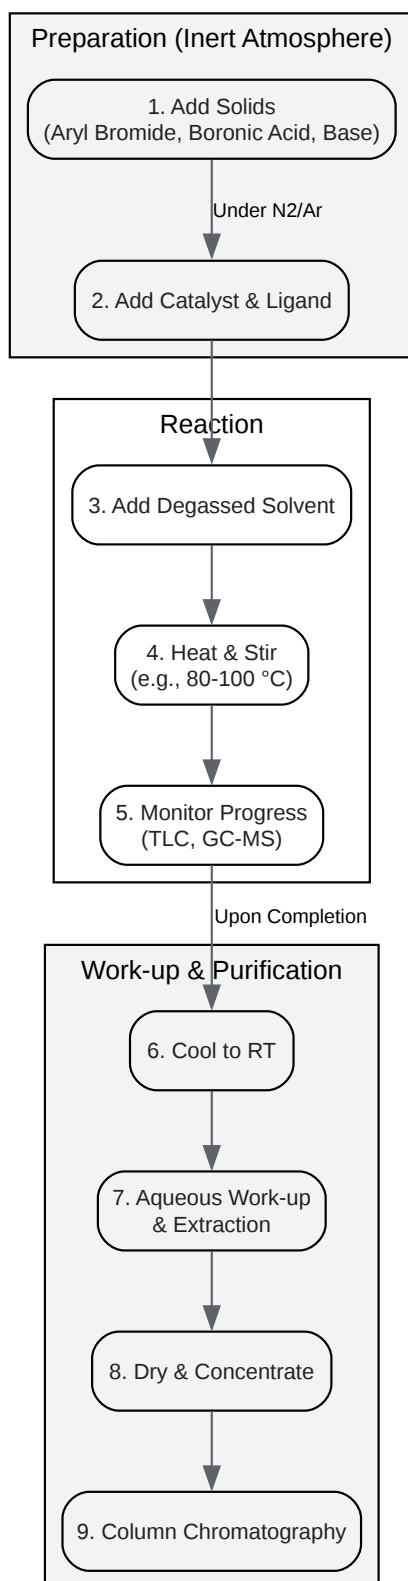 Preparation (Inert Atmosphere)
1. Add Solids
(Aryl Bromide, Boronic Acid, Base)
Under N2/Ar
2. Add Catalyst & Ligand
Reaction
3. Add Degassed Solvent
4. Heat & Stir
(e.g., 80-100 °C)
5. Monitor Progress
(TLC, GC-MS)
Upon Completion
Work-up & Purification
6. Cool to RT
7. Aqueous Work-up
& Extraction
8. Dry & Concentrate
9. Column Chromatography